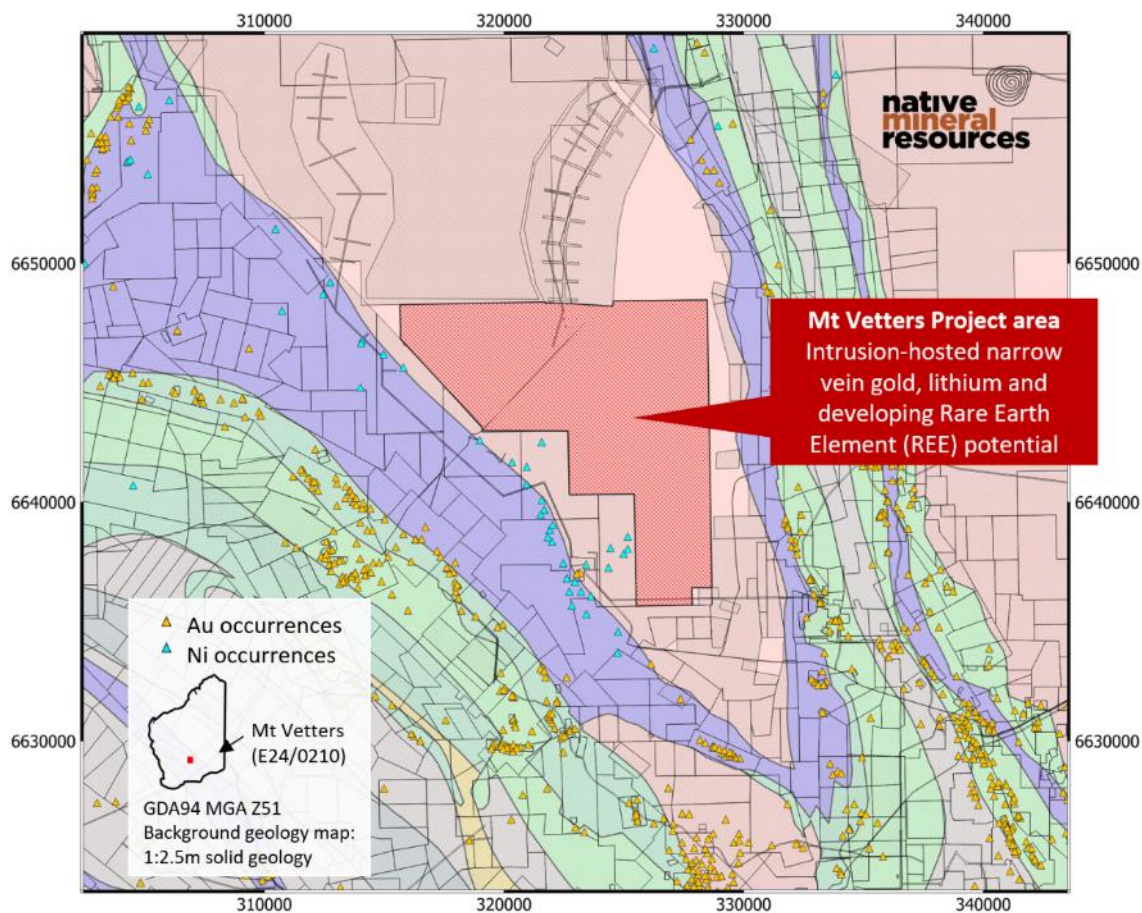 310000 320000 330000 340000
native
mineral
resources
6650000 6650000
Mt Vetters Project area
Intrusion-hosted narrow
vein gold, lithium and
developing Rare Earth
Element (REE) potential
6640000 6640000
Au occurrences
Ni occurrences
Mt Vetters
(E24/0210)
6630000 6630000
GDA94 MGA Z51
Background geology map:
1:2.5m solid geology
310000 320000 330000 340000